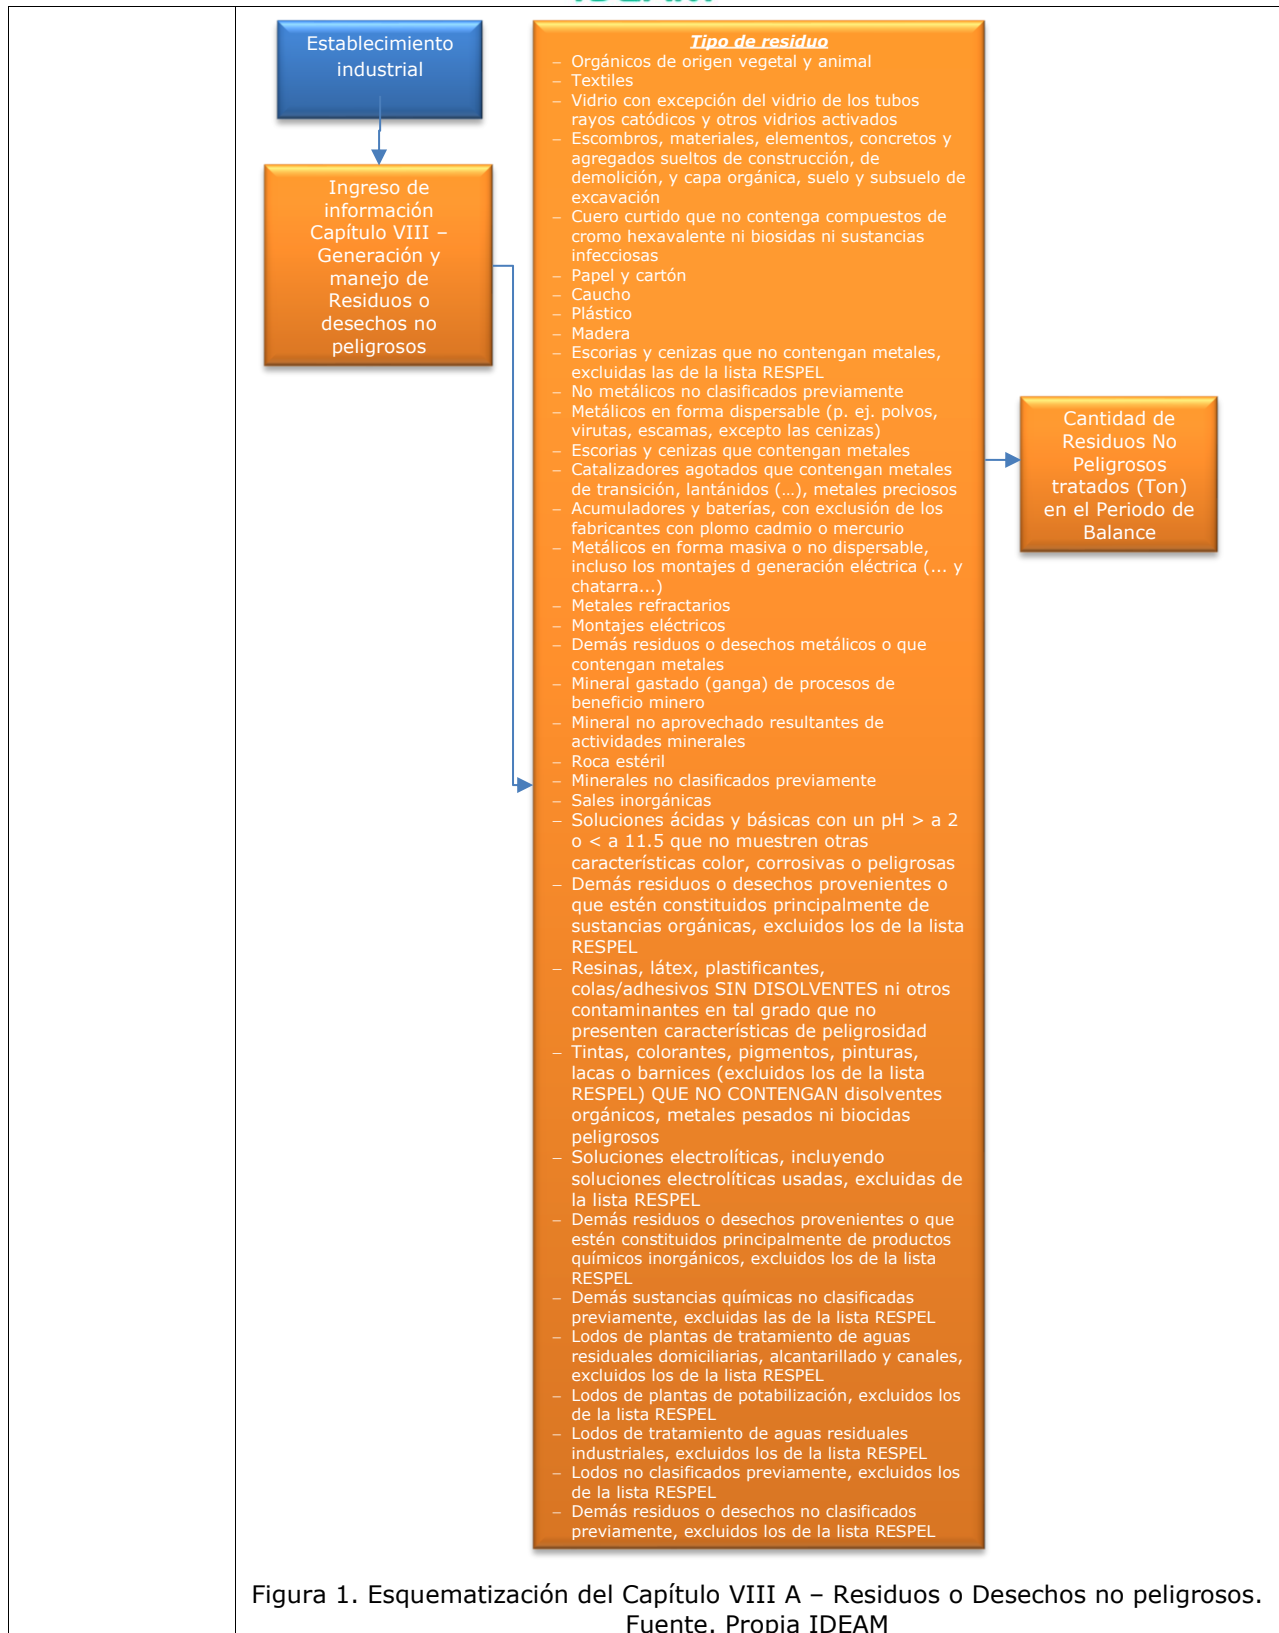 Establecimiento
industrial
Ingreso de
información
Capítulo VIII –
Generación y
manejo de
Residuos o
desechos no
peligrosos
Tipo de residuo
– Orgánicos de origen vegetal y animal
– Textiles
– Vidrio con excepción del vidrio de los tubos
rayos catódicos y otros vidrios activados
– Escombros, materiales, elementos, concretos y
agregados sueltos de construcción, de
demolición, y capa orgánica, suelo y subsuelo de
excavación
– Cuero curtido que no contenga compuestos de
cromo hexavalente ni biosidas ni sustancias
infecciosas
– Papel y cartón
– Caucho
– Plástico
– Madera
– Escorias y cenizas que no contengan metales,
excluidas las de la lista RESPEL
– No metálicos no clasificados previamente
– Metálicos en forma dispersable (p. ej. polvos,
virutas, escamas, excepto las cenizas)
– Escorias y cenizas que contengan metales
– Catalizadores agotados que contengan metales
de transición, lantánidos (…), metales preciosos
– Acumuladores y baterías, con exclusión de los
fabricantes con plomo cadmio o mercurio
– Metálicos en forma masiva o no dispersable,
incluso los montajes d generación eléctrica (... y
chatarra...)
– Metales refractarios
– Montajes eléctricos
– Demás residuos o desechos metálicos o que
contengan metales
– Mineral gastado (ganga) de procesos de
beneficio minero
– Mineral no aprovechado resultantes de
actividades minerales
– Roca estéril
– Minerales no clasificados previamente
– Sales inorgánicas
– Soluciones ácidas y básicas con un pH > a 2
o < a 11.5 que no muestren otras
características color, corrosivas o peligrosas
– Demás residuos o desechos provenientes o
que estén constituidos principalmente de
sustancias orgánicas, excluidos los de la lista
RESPEL
– Resinas, látex, plastificantes,
colas/adhesivos SIN DISOLVENTES ni otros
contaminantes en tal grado que no
presenten características de peligrosidad
– Tintas, colorantes, pigmentos, pinturas,
lacas o barnices (excluidos los de la lista
RESPEL) QUE NO CONTENGAN disolventes
orgánicos, metales pesados ni biocidas
peligrosos
– Soluciones electrolíticas, incluyendo
soluciones electrolíticas usadas, excluidas de
la lista RESPEL
– Demás residuos o desechos provenientes o que
estén constituidos principalmente de productos
químicos inorgánicos, excluidos los de la lista
RESPEL
– Demás sustancias químicas no clasificadas
previamente, excluidas las de la lista RESPEL
– Lodos de plantas de tratamiento de aguas
residuales domiciliarias, alcantarillado y canales,
excluidos los de la lista RESPEL
– Lodos de plantas de potabilización, excluidos los
de la lista RESPEL
– Lodos de tratamiento de aguas residuales
industriales, excluidos los de la lista RESPEL
– Lodos no clasificados previamente, excluidos los
de la lista RESPEL
– Demás residuos o desechos no clasificados
previamente, excluidos los de la lista RESPEL
Cantidad de
Residuos No
Peligrosos
tratados (Ton)
en el Periodo de
Balance
Figura 1. Esquematización del Capítulo VIII A – Residuos o Desechos no peligrosos.
Fuente. Propia IDEAM